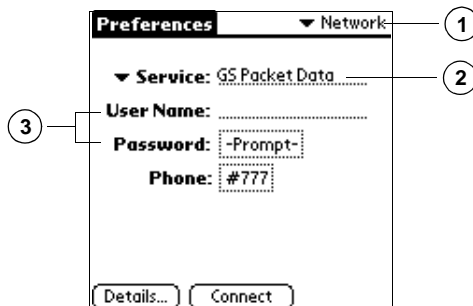 Preferences ▼ Network 1
▼ Service: GS Packet Data 2
User Name:
3
Password: -Prompt-
Phone: #777
Details... Connect